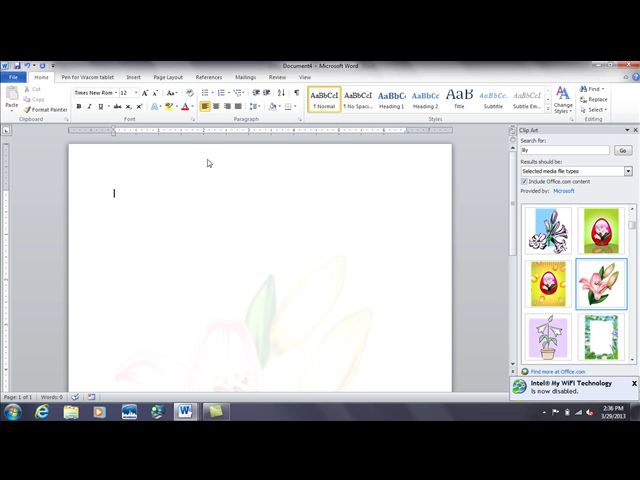 Document4 - Microsoft Word
File Home Pen for Wacom tablet Insert Page Layout References Mailings Review View
Paste
Cut
Copy
Format Painter
Clipboard
Times New Rom 12
Font
Paragraph
AaBbCcI AaBbCcI AaBbC AaBbCc AaB AaBbCc. AaBbCcI
¶ Normal ¶ No Spaci... Heading 1 Heading 2 Title Subtitle Subtle Em...
Styles
Change
Styles
Find
Replace
Select
Editing
Clip Art
Search for:
lily
Go
Results should be:
Selected media file types
Include Office.com content
Provided by: Microsoft
Find more at Office.com
Intel® My WiFi Technology
Is now disabled.
Page: 1 of 1 Words: 0
2:36 PM
3/29/2013